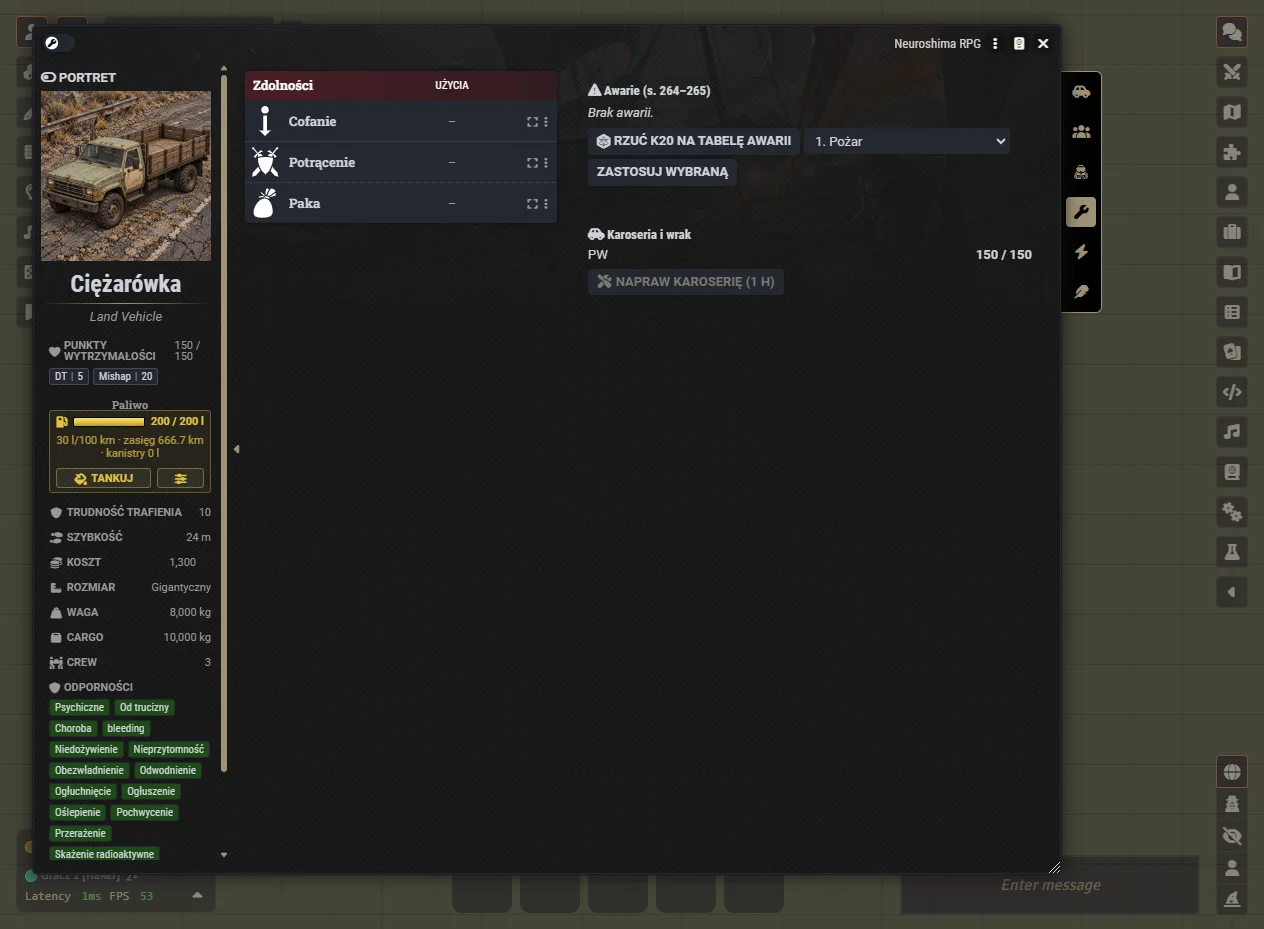 Neuroshima RPG
PORTRET
Ciężarówka
Land Vehicle
PUNKTY WYTRZYMAŁOŚCI
150 / 150
DT | 5
Mishap | 20
Paliwo
200 / 200 l
30 l/100 km · zasięg 666.7 km
· kanistry 0 l
TANKUJ
TRUDNOŚĆ TRAFIENIA 10
SZYBKOŚĆ 24 m
KOSZT 1,300
ROZMIAR Gigantyczny
WAGA 8,000 kg
CARGO 10,000 kg
CREW 3
ODPORNOŚCI
Psychiczne Od trucizny
Choroba bleeding
Niedożywienie Nieprzytomność
Obezwładnienie Odwodnienie
Ogłuchnięcie Ogłuszenie
Oślepienie Pochwycenie
Przerażenie
Skażenie radioaktywne
Zdolności UŻYCIA
Cofanie –
Potrącenie –
Paka –
Awarie (s. 264–265)
Brak awarii.
RZUĆ K20 NA TABELĘ AWARII
1. Pożar
ZASTOSUJ WYBRANĄ
Karoseria i wrak
PW 150 / 150
NAPRAW KAROSERIĘ (1 H)
Latency 1ms FPS 53
Enter message